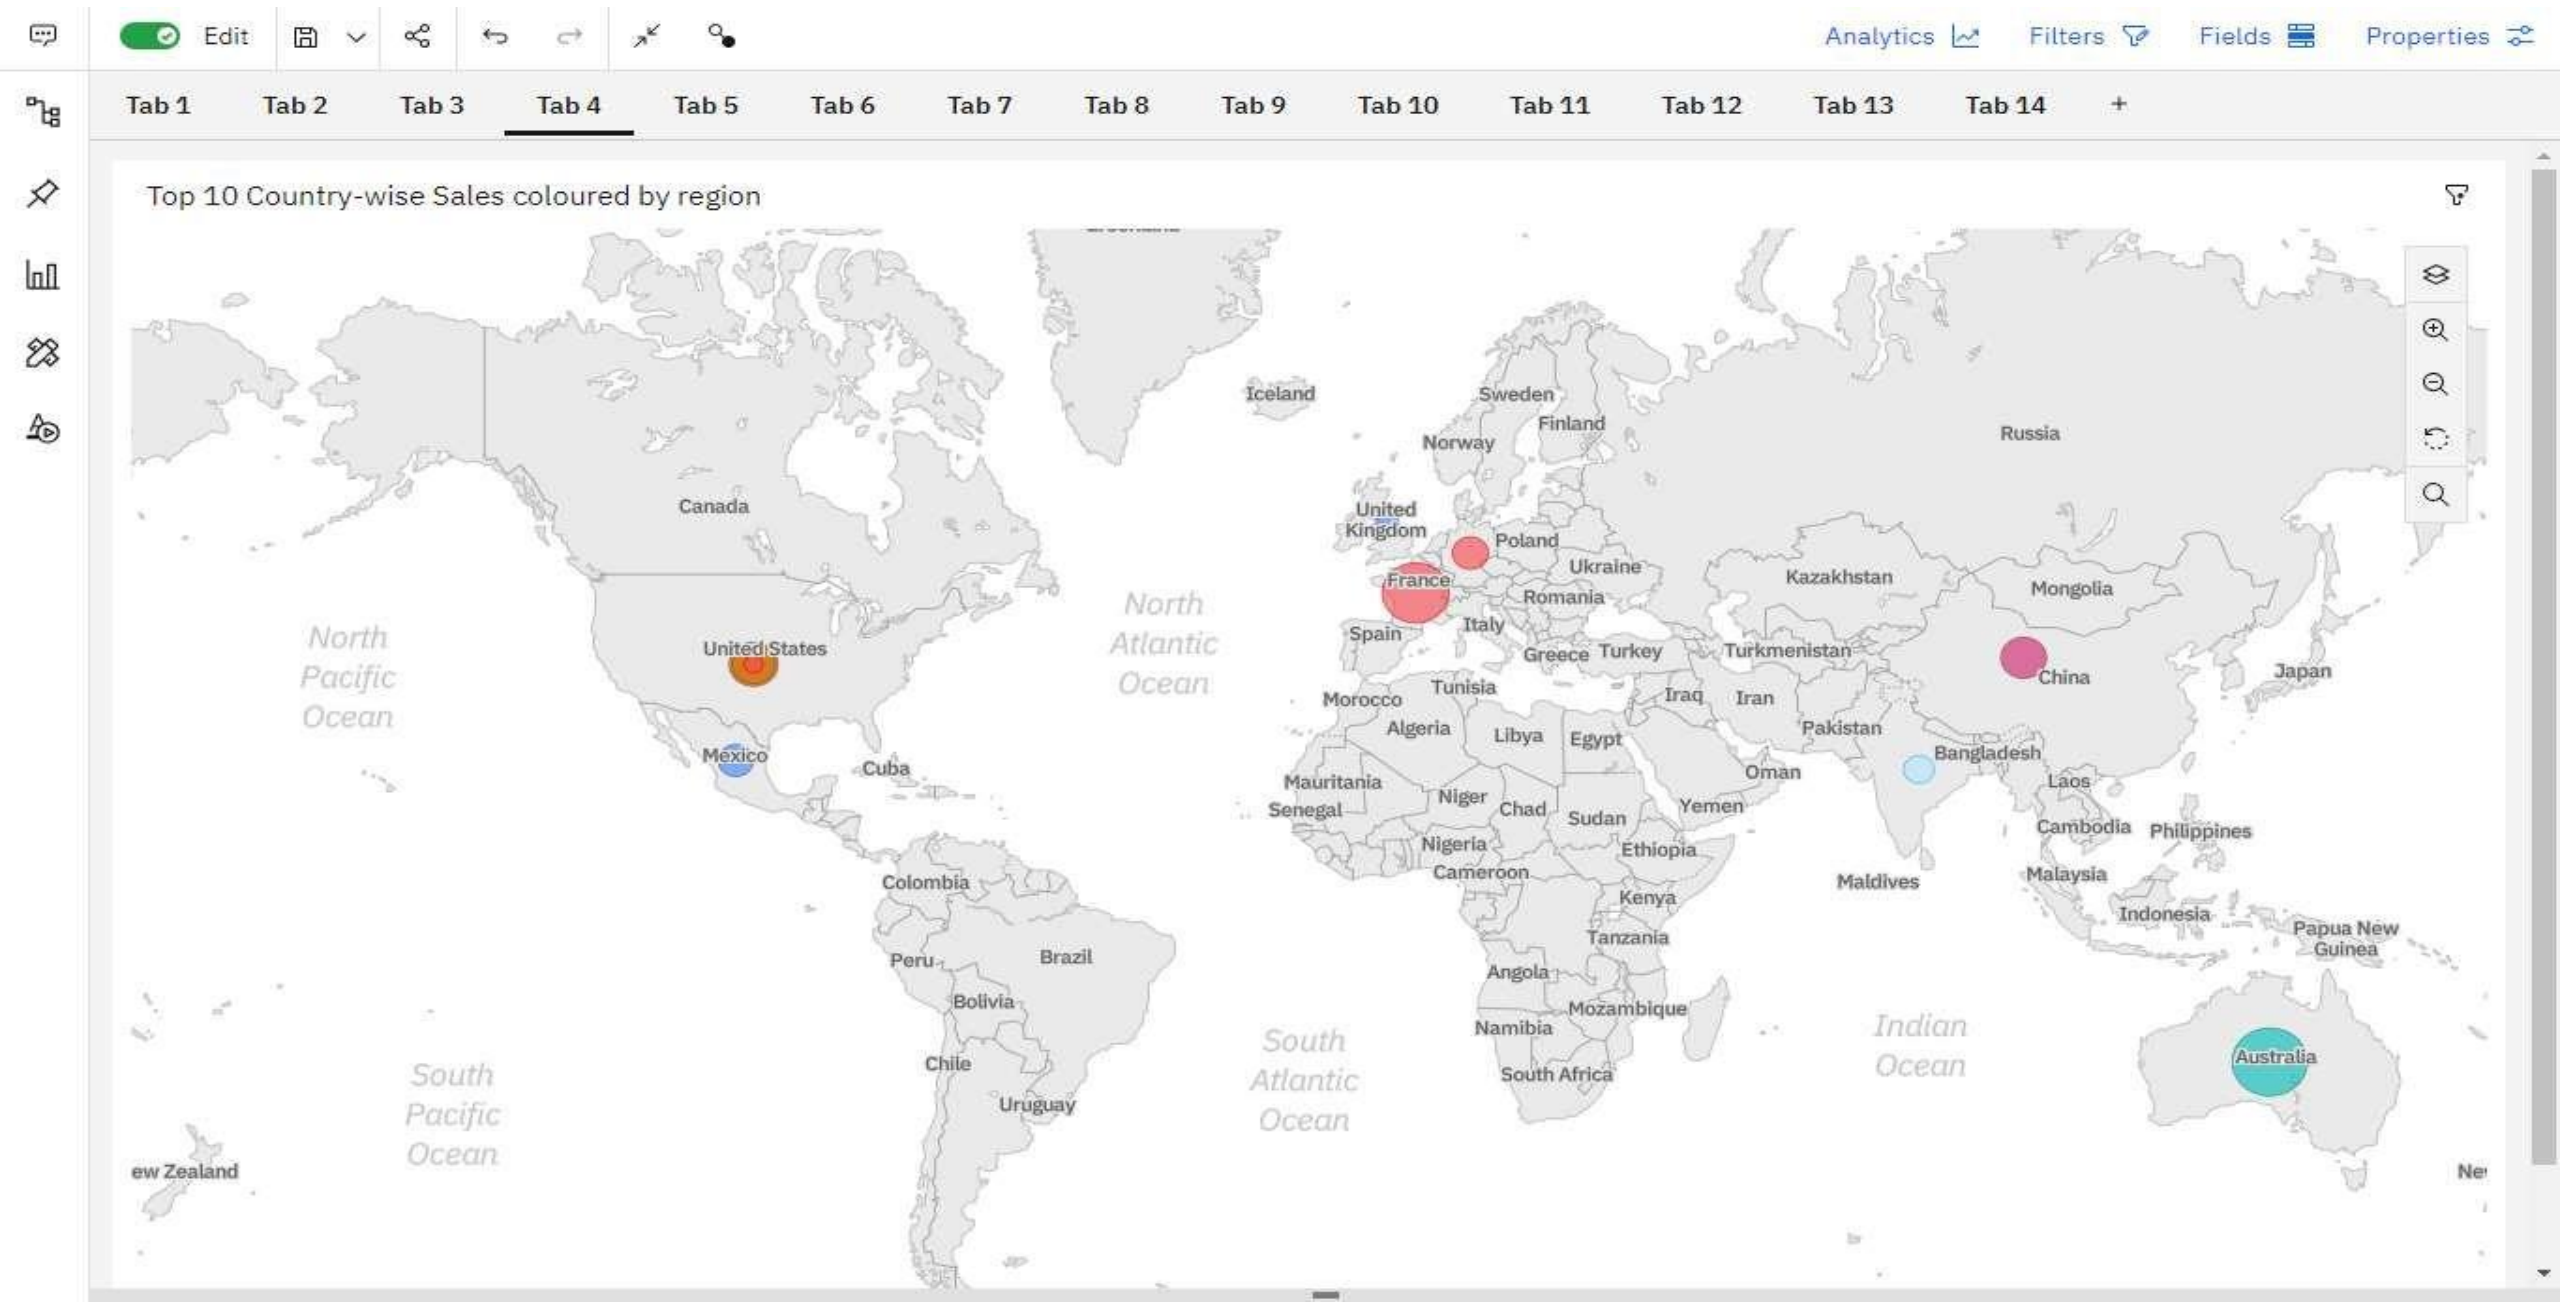 Edit
Analytics
Filters
Fields
Properties
Tab 1
Tab 2
Tab 3
Tab 4
Tab 5
Tab 6
Tab 7
Tab 8
Tab 9
Tab 10
Tab 11
Tab 12
Tab 13
Tab 14
+
Top 10 Country-wise Sales coloured by region
Iceland
Sweden
Finland
Norway
Russia
Canada
United
Kingdom
Poland
Ukraine
France
Kazakhstan
Mongolia
Romania
North
Atlantic
Ocean
North
Pacific
Ocean
Spain
Italy
United States
Greece
Turkey
Turkmenistan
China
Japan
Morocco
Tunisia
Iraq
Iran
Algeria
Libya
Egypt
Pakistan
Mexico
Cuba
Bangladesh
Oman
Laos
Mauritania
Niger
Chad
Senegal
Sudan
Yemen
Cambodia
Philippines
Nigeria
Ethiopia
Cameroon
Colombia
Maldives
Malaysia
Kenya
Indonesia
Papua New
Guinea
Tanzania
Peru
Brazil
Angola
Bolivia
Mozambique
Namibia
South
Atlantic
Ocean
Indian
Ocean
Australia
Chile
South Africa
South
Pacific
Ocean
Uruguay
ew Zealand
Ne